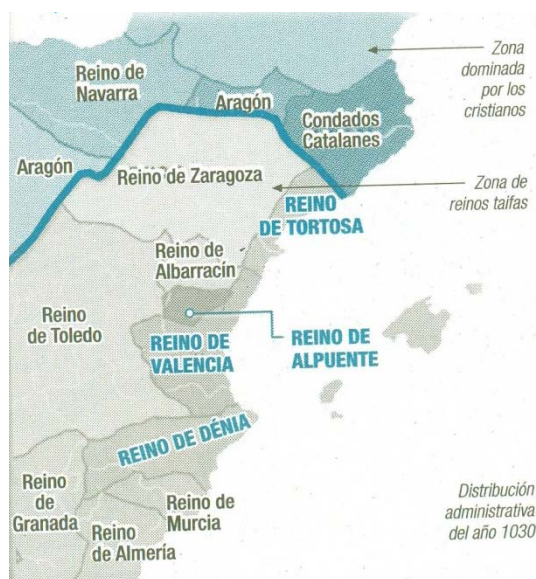 Zona
dominada
por los
cristianos
Reino de
Navarra
Aragón
Condados
Catalanes
Aragón
Reino de Zaragoza
Zona de
reinos taifas
REINO
DE TORTOSA
Reino de
Albarracín
Reino
de Toledo
REINO DE
VALENCIA
REINO DE
ALPUENTE
REINO DE DÉNIA
Reino
de
Granada
Reino de
Murcia
Reino
de Almería
Distribución
administrativa
del año 1030